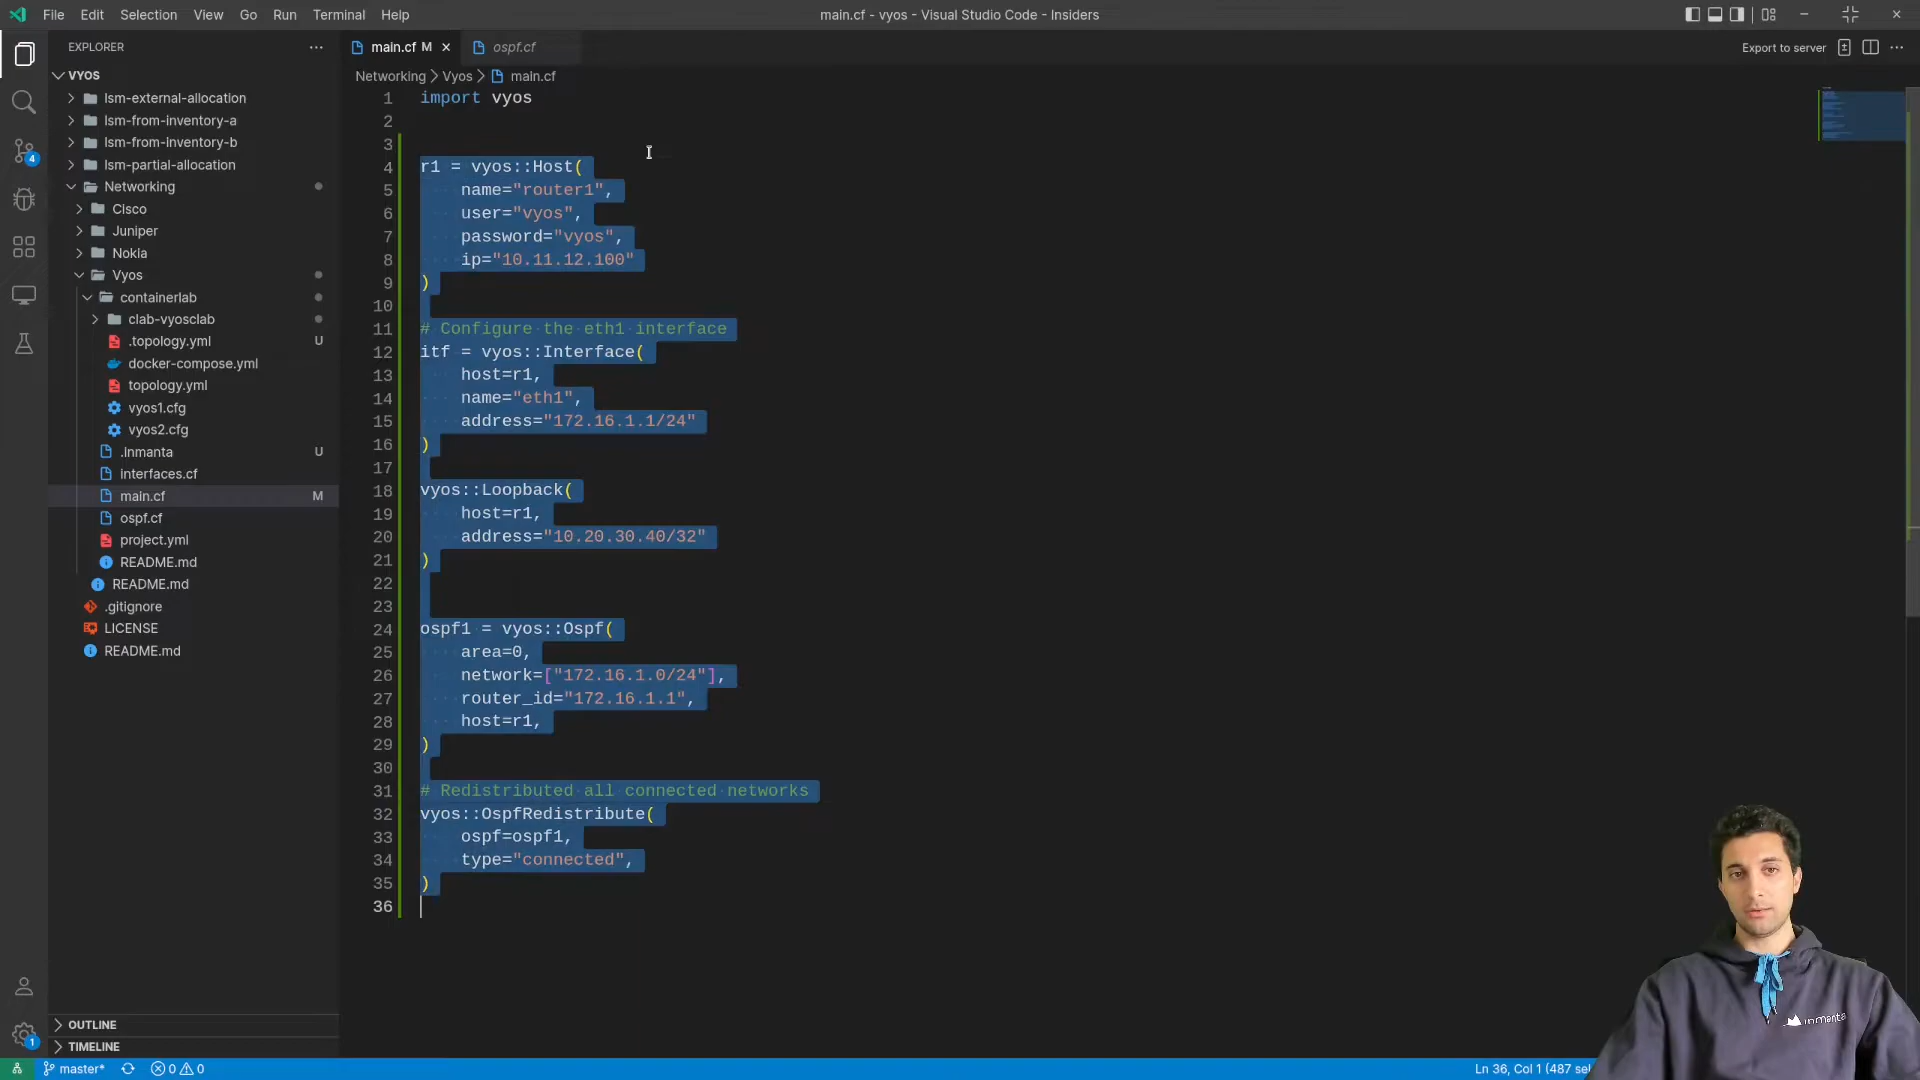 File Edit Selection View Go Run Terminal Help
main.cf - vyos - Visual Studio Code - Insiders
EXPLORER
VYOS
lsm-external-allocation
lsm-from-inventory-a
lsm-from-inventory-b
lsm-partial-allocation
Networking
Cisco
Juniper
Nokia
Vyos
containerlab
clab-vyosclab
.topology.yml U
docker-compose.yml
topology.yml
vyos1.cfg
vyos2.cfg
.inmanta U
interfaces.cf
main.cf M
ospf.cf
project.yml
README.md
README.md
.gitignore
LICENSE
README.md
OUTLINE
TIMELINE
main.cf M
ospf.cf
Export to server
Networking > Vyos > main.cf
1 import vyos
2
3
4 r1 = vyos::Host(
5 name="router1",
6 user="vyos",
7 password="vyos",
8 ip="10.11.12.100"
9 )
10
11 # Configure the eth1 interface
12 itf = vyos::Interface(
13 host=r1,
14 name="eth1",
15 address="172.16.1.1/24"
16 )
17
18 vyos::Loopback(
19 host=r1,
20 address="10.20.30.40/32"
21 )
22
23
24 ospf1 = vyos::Ospf(
25 area=0,
26 network=["172.16.1.0/24"],
27 router_id="172.16.1.1",
28 host=r1,
29 )
30
31 # Redistributed all connected networks
32 vyos::OspfRedistribute(
33 ospf=ospf1,
34 type="connected",
35 )
36
inmanta
4
1
master*
0 0
Ln 36, Col 1 (487 sel